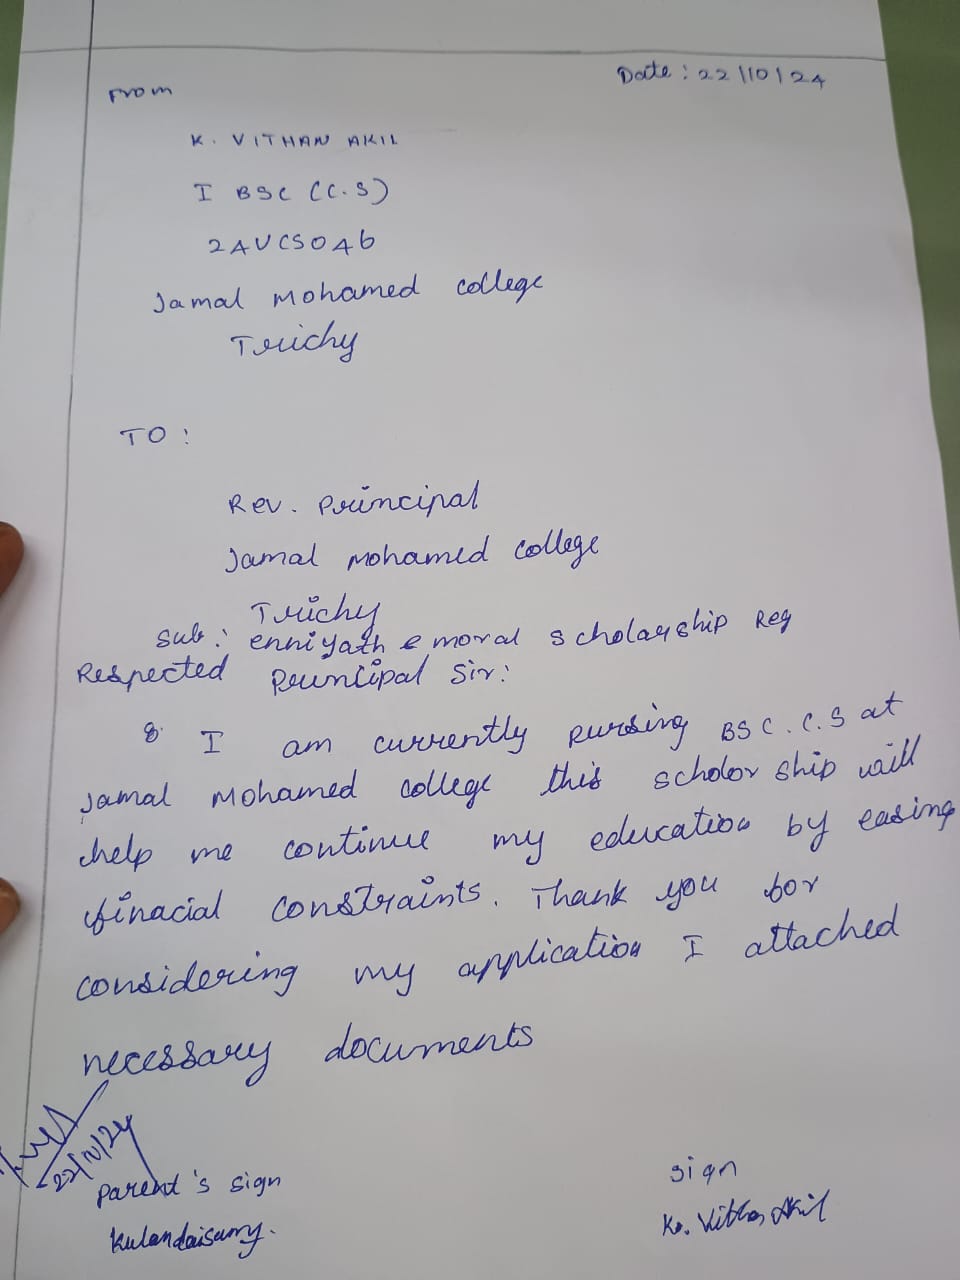 Date : 22/10/24
From
K. VITHAN AKIL
I BSC (C.S)
24UCS046
Jamal Mohamed college
Trichy
TO :
Rev. Principal
Jamal Mohamed college
Trichy
Sub : enniyath e moral scholarship Reg
Respected Principal Sir:
I am currently pursing BSC. C.S at
Jamal Mohamed college this scholor ship will
help me continue my education by easing
finacial constraints. Thank you for
considering my application I attached
necessary documents
22/10/24
Parent's sign
sign
Kulandaisamy.
K. Vithan Akil